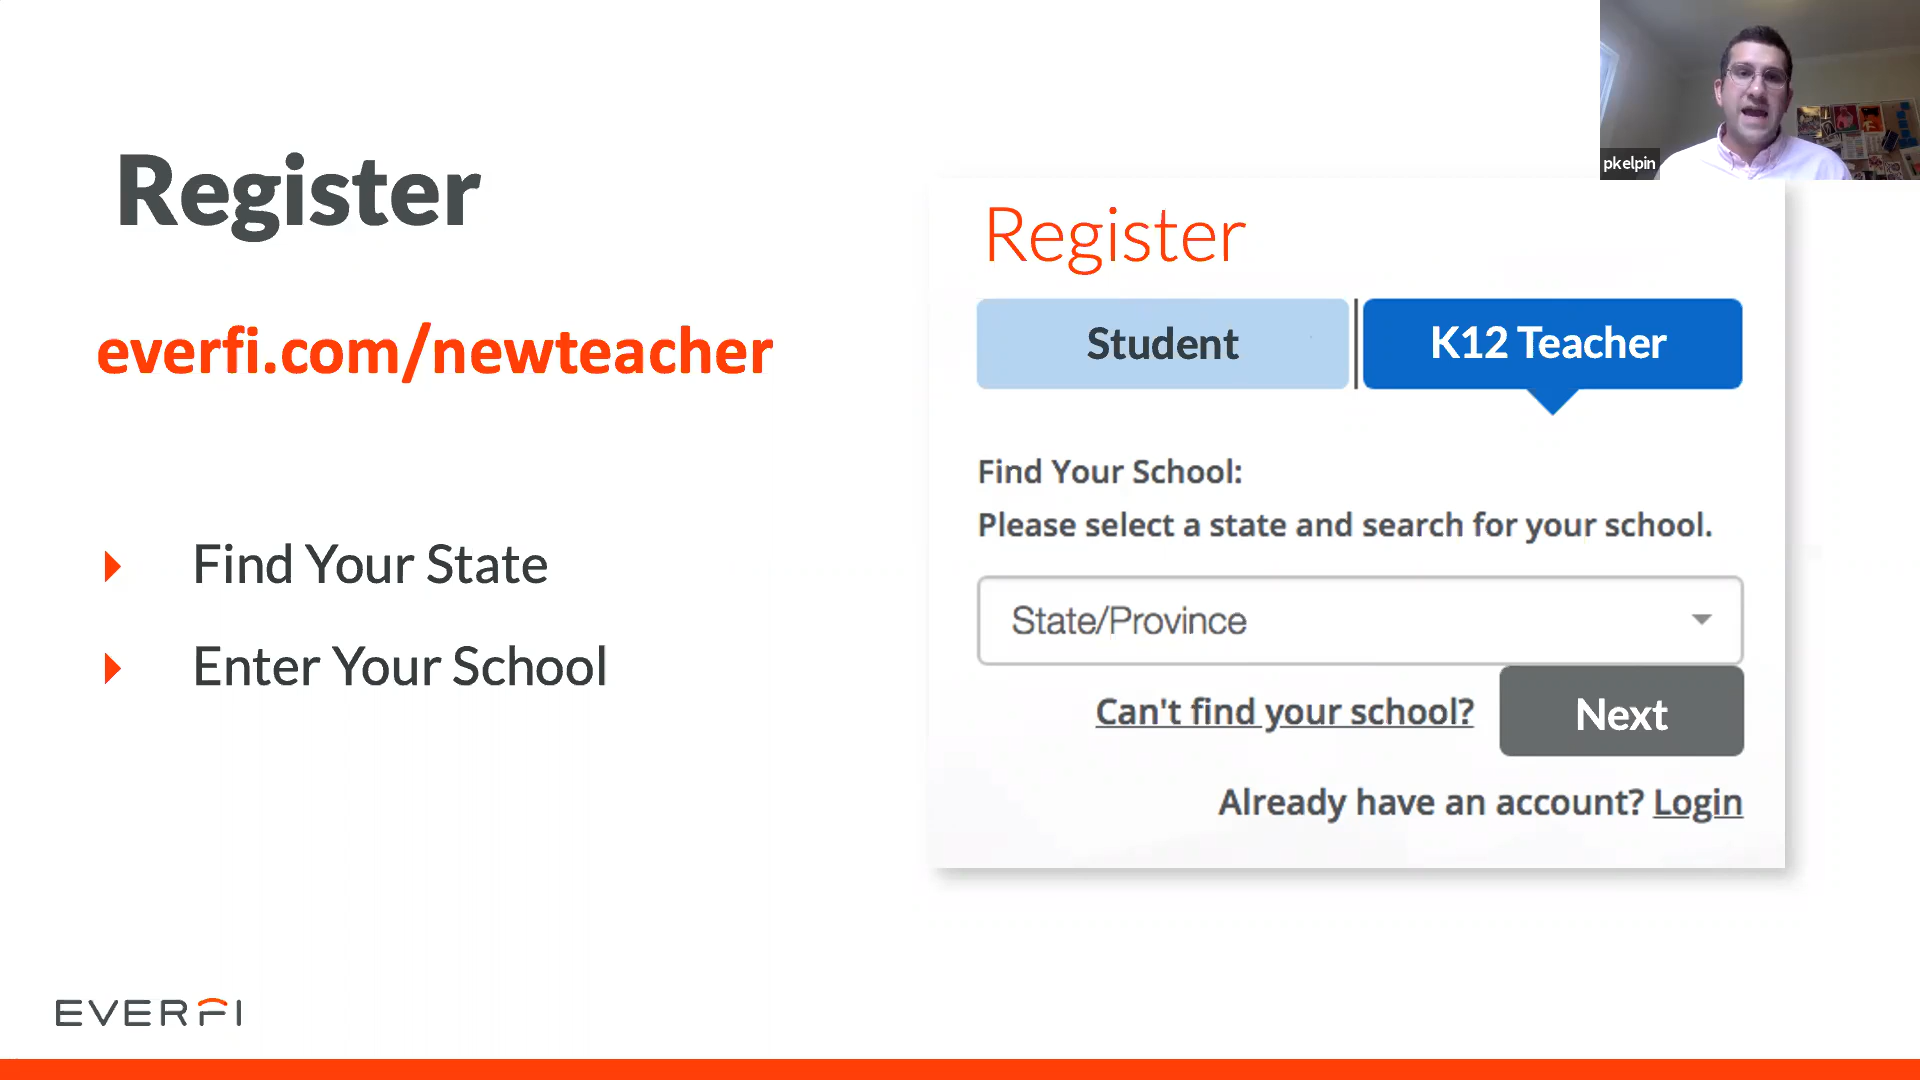 Register
everfi.com/newteacher
Find Your State
Enter Your School
EVERFI
pkelpin
Register
Student
K12 Teacher
Find Your School:
Please select a state and search for your school.
State/Province
Can't find your school?
Next
Already have an account? Login